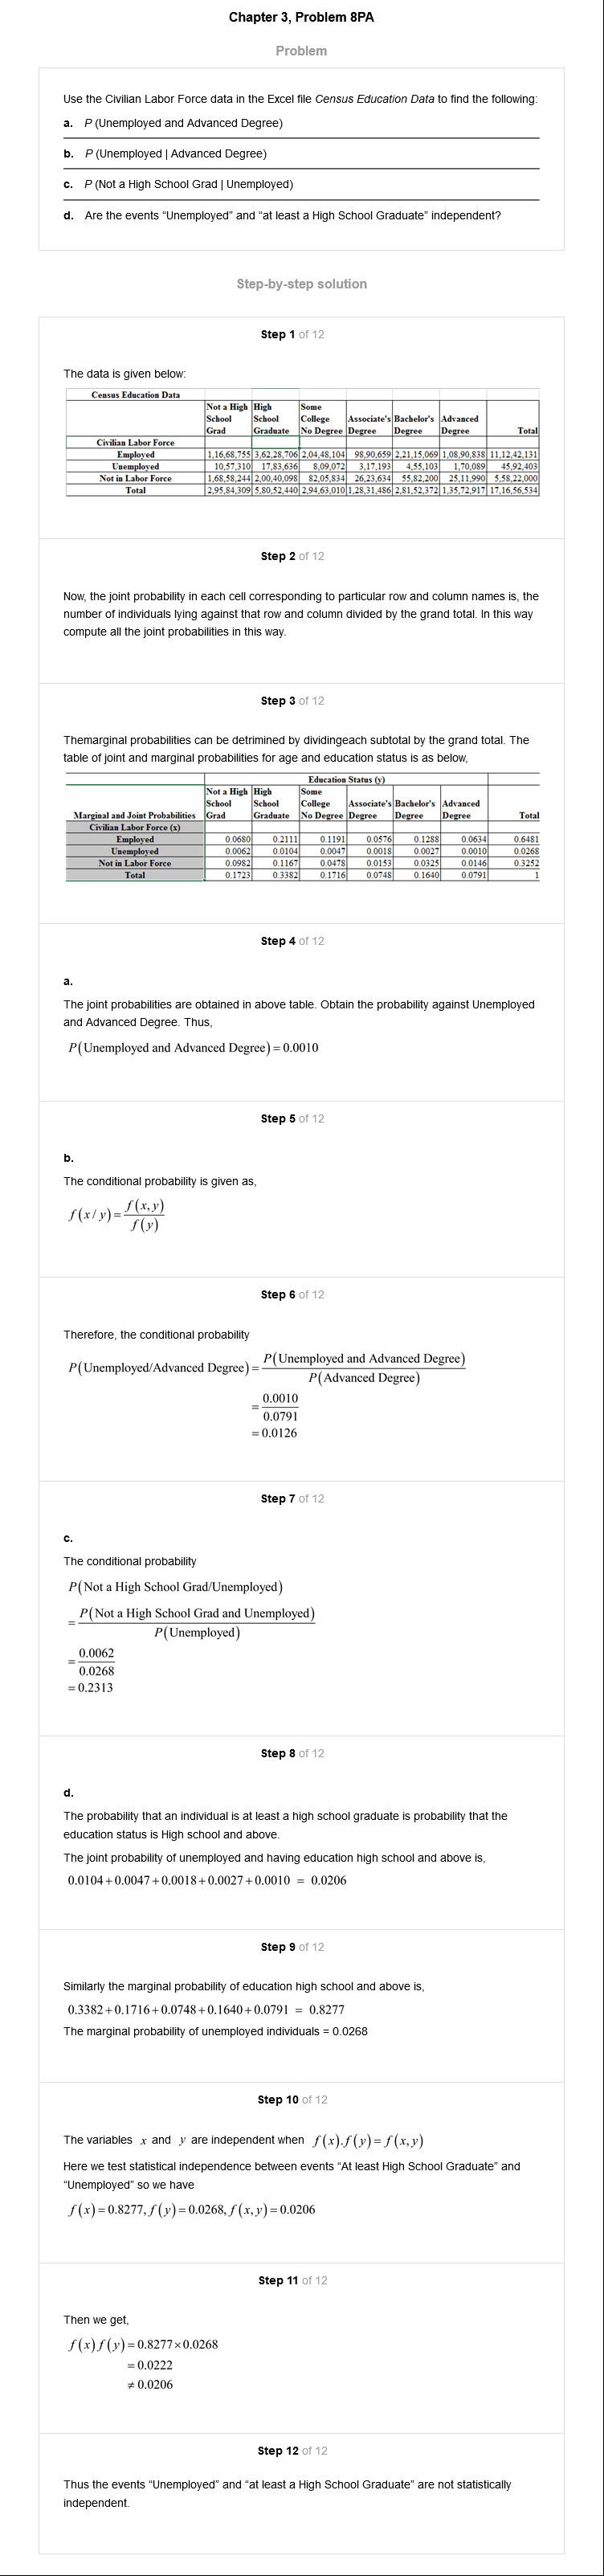 Chapter 3, Problem 8PA
Problem
Use the Civilian Labor Force data in the Excel file Census Education Data to find the following:
a. P (Unemployed and Advanced Degree)
b. P (Unemployed | Advanced Degree)
c. P (Not a High School Grad | Unemployed)
d. Are the events “Unemployed” and “at least a High School Graduate” independent?
Step-by-step solution
Step 1 of 12
The data is given below:
Census Education Data
Not a High High Some
School School College Associate's Bachelor's Advanced
Grad Graduate No Degree Degree Degree Degree Total
Civilian Labor Force
Employed 1,16,68,755 3,62,28,706 2,04,48,104 98,90,659 2,21,15,069 1,08,90,838 11,12,42,131
Unemployed 10,57,310 17,83,636 8,09,072 3,17,193 4,55,103 1,70,089 45,92,403
Not in Labor Force 1,68,58,244 2,00,40,098 82,05,834 26,23,634 55,82,200 25,11,990 5,58,22,000
Total 2,95,84,309 5,80,52,440 2,94,63,010 1,28,31,486 2,81,52,372 1,35,72,917 17,16,56,534
Step 2 of 12
Now, the joint probability in each cell corresponding to particular row and column names is, the
number of individuals lying against that row and column divided by the grand total. In this way
compute all the joint probabilities in this way.
Step 3 of 12
Themarginal probabilities can be detrimined by dividingeach subtotal by the grand total. The
table of joint and marginal probabilities for age and education status is as below,
Education Status (y)
Not a High High Some
School School College Associate's Bachelor's Advanced
Marginal and Joint Probabilities Grad Graduate No Degree Degree Degree Degree Total
Civilian Labor Force (x)
Employed 0.0680 0.2111 0.1191 0.0576 0.1288 0.0634 0.6481
Unemployed 0.0062 0.0104 0.0047 0.0018 0.0027 0.0010 0.0268
Not in Labor Force 0.0982 0.1167 0.0478 0.0153 0.0325 0.0146 0.3252
Total 0.1723 0.3382 0.1716 0.0748 0.1640 0.0791 1
Step 4 of 12
a.
The joint probabilities are obtained in above table. Obtain the probability against Unemployed
and Advanced Degree. Thus,
P(Unemployed and Advanced Degree) = 0.0010
Step 5 of 12
b.
The conditional probability is given as,
f(x/y) = f(x,y) / f(y)
Step 6 of 12
Therefore, the conditional probability
P(Unemployed/Advanced Degree) = P(Unemployed and Advanced Degree) / P(Advanced Degree)
= 0.0010 / 0.0791
= 0.0126
Step 7 of 12
c.
The conditional probability
P(Not a High School Grad/Unemployed)
= P(Not a High School Grad and Unemployed) / P(Unemployed)
= 0.0062 / 0.0268
= 0.2313
Step 8 of 12
d.
The probability that an individual is at least a high school graduate is probability that the
education status is High school and above.
The joint probability of unemployed and having education high school and above is,
0.0104 + 0.0047 + 0.0018 + 0.0027 + 0.0010 = 0.0206
Step 9 of 12
Similarly the marginal probability of education high school and above is,
0.3382 + 0.1716 + 0.0748 + 0.1640 + 0.0791 = 0.8277
The marginal probability of unemployed individuals = 0.0268
Step 10 of 12
The variables x and y are independent when f(x).f(y) = f(x,y)
Here we test statistical independence between events “At least High School Graduate” and
“Unemployed” so we have
f(x) = 0.8277, f(y) = 0.0268, f(x,y) = 0.0206
Step 11 of 12
Then we get,
f(x)f(y) = 0.8277 × 0.0268
= 0.0222
≠ 0.0206
Step 12 of 12
Thus the events “Unemployed” and “at least a High School Graduate” are not statistically
independent.